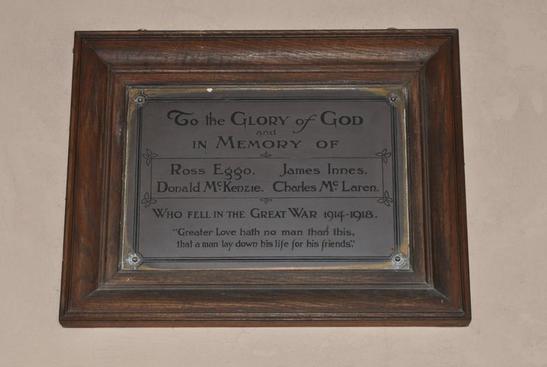 To the GLORY of GOD
and
IN MEMORY OF
Ross Eggo. James Innes.
Donald McKenzie. Charles Mc Laren.
WHO FELL IN THE GREAT WAR 1914-1918.
"Greater Love hath no man than this,
that a man lay down his life for his friends."